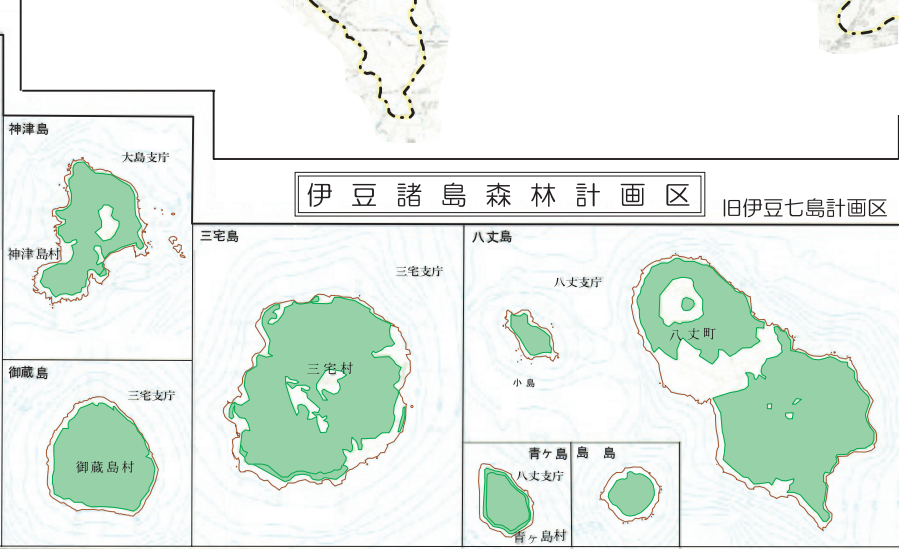 神津島
大島支庁
神津島村
伊豆諸島森林計画区
旧伊豆七島計画区
三宅島
三宅支庁
三宅村
八丈島
八丈支庁
八丈町
小島
御蔵島
三宅支庁
御蔵島村
青ヶ島
八丈支庁
青ヶ島村
島島